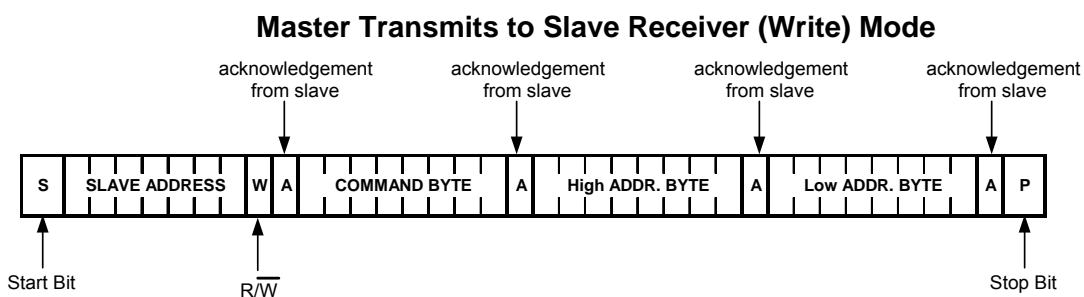 Master Transmits to Slave Receiver (Write) Mode
acknowledgement
from slave
acknowledgement
from slave
acknowledgement
from slave
acknowledgement
from slave
S SLAVE ADDRESS W A COMMAND BYTE A High ADDR. BYTE A Low ADDR. BYTE A P
Start Bit
R/W̅
Stop Bit